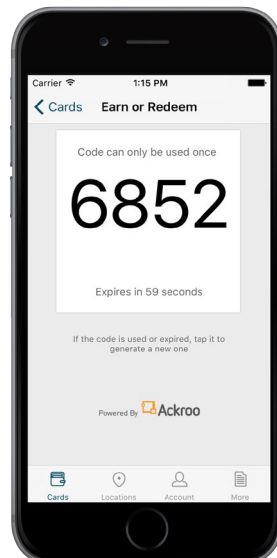 Carrier 1:15 PM
Cards Earn or Redeem
Code can only be used once
6852
Expires in 59 seconds
If the code is used or expired, tap it to
generate a new one
Powered By Ackroo
Cards Locations Account More